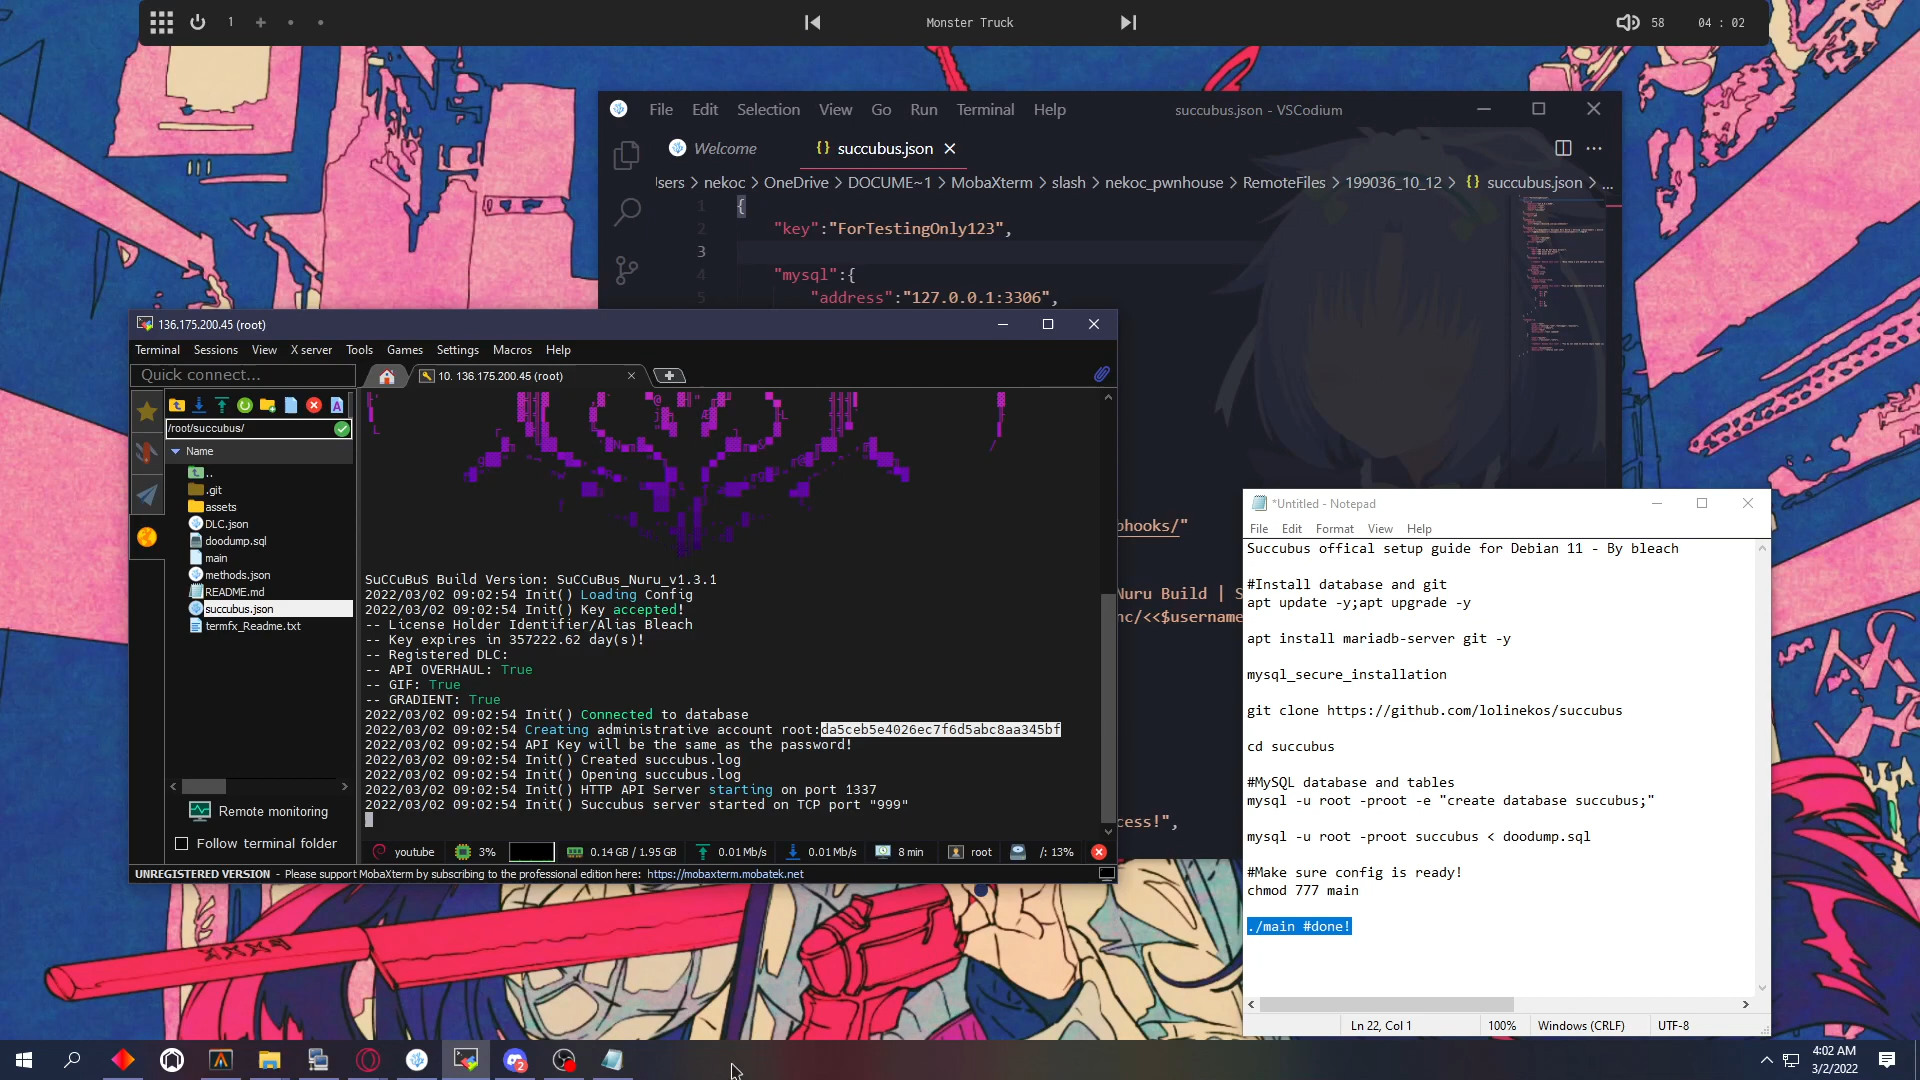 1
Monster Truck
58
04 : 02
File Edit Selection View Go Run Terminal Help
succubus.json - VSCodium
Welcome
{} succubus.json
sers > nekoc > OneDrive > DOCUME~1 > MobaXterm > slash > nekoc_pwnhouse > RemoteFiles > 199036_10_12 > {} succubus.json > ...
1 {
2 "key":"ForTestingOnly123",
3
4 "mysql":{
5 "address":"127.0.0.1:3306",
hooks/"
Nuru Build | S
nc/<<$username
cess!",
136.175.200.45 (root)
Terminal Sessions View X server Tools Games Settings Macros Help
Quick connect...
10. 136.175.200.45 (root)
/root/succubus/
Name
..
.git
assets
DLC.json
doodump.sql
main
methods.json
README.md
succubus.json
termfx_Readme.txt
Remote monitoring
Follow terminal folder
SuCCuBuS Build Version: SuCCuBus_Nuru_v1.3.1
2022/03/02 09:02:54 Init() Loading Config
2022/03/02 09:02:54 Init() Key accepted!
-- License Holder Identifier/Alias Bleach
-- Key expires in 357222.62 day(s)!
-- Registered DLC:
-- API OVERHAUL: True
-- GIF: True
-- GRADIENT: True
2022/03/02 09:02:54 Init() Connected to database
2022/03/02 09:02:54 Creating administrative account root:da5ceb5e4026ec7f6d5abc8aa345bf
2022/03/02 09:02:54 API Key will be the same as the password!
2022/03/02 09:02:54 Init() Created succubus.log
2022/03/02 09:02:54 Init() Opening succubus.log
2022/03/02 09:02:54 Init() HTTP API Server starting on port 1337
2022/03/02 09:02:54 Init() Succubus server started on TCP port "999"
youtube 3% 0.14 GB / 1.95 GB 0.01 Mb/s 0.01 Mb/s 8 min root /: 13%
UNREGISTERED VERSION - Please support MobaXterm by subscribing to the professional edition here: https://mobaxterm.mobatek.net
*Untitled - Notepad
File Edit Format View Help
Succubus offical setup guide for Debian 11 - By bleach
#Install database and git
apt update -y;apt upgrade -y
apt install mariadb-server git -y
mysql_secure_installation
git clone https://github.com/lolinekos/succubus
cd succubus
#MySQL database and tables
mysql -u root -proot -e "create database succubus;"
mysql -u root -proot succubus < doodump.sql
#Make sure config is ready!
chmod 777 main
./main #done!
Ln 22, Col 1 100% Windows (CRLF) UTF-8
2
4:02 AM
3/2/2022